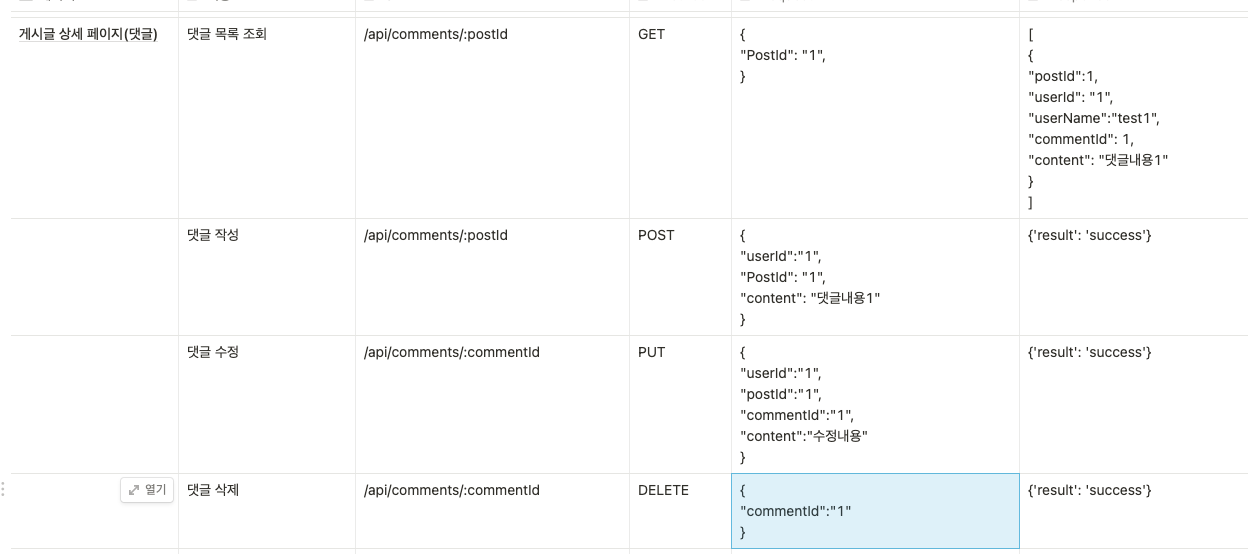 게시글 상세 페이지(댓글)
댓글 목록 조회
/api/comments/:postId
GET
{
"PostId": "1",
}
[
{
"postId":1,
"userId": "1",
"userName":"test1",
"commentId": 1,
"content": "댓글내용1"
}
]
댓글 작성
/api/comments/:postId
POST
{
"userId":"1",
"PostId": "1",
"content": "댓글내용1"
}
{'result': 'success'}
댓글 수정
/api/comments/:commentId
PUT
{
"userId":"1",
"postId":"1",
"commentId":"1",
"content":"수정내용"
}
{'result': 'success'}
열기
댓글 삭제
/api/comments/:commentId
DELETE
{
"commentId":"1"
}
{'result': 'success'}